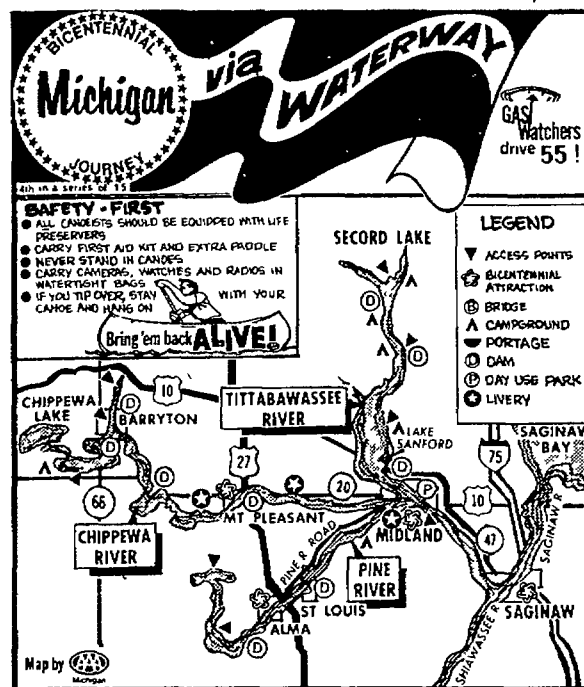 BICENTENNIAL
Michigan
JOURNEY
via WATERWAY
GAS
Watchers
drive 55 !
4th in a series of 15
SAFETY - FIRST
ALL CANOEISTS SHOULD BE EQUIPPED WITH LIFE
PRESERVERS
CARRY FIRST AID KIT AND EXTRA PADDLE
NEVER STAND IN CANOES
CARRY CAMERAS, WATCHES AND RADIOS IN
WATERTIGHT BAGS
IF YOU TIP OVER, STAY WITH YOUR
CANOE AND HANG ON
Bring 'em back ALIVE!
LEGEND
ACCESS POINTS
BICENTENNIAL
ATTRACTION
B BRIDGE
CAMPGROUND
PORTAGE
D DAM
P DAY USE PARK
LIVERY
SECORD LAKE
D
D
10
TITTABAWASSEE
RIVER
CHIPPEWA
LAKE
D
BARRYTON
D
LAKE
SANFORD
D
SAGINAW
BAY
75
27
66
D
20
P
10
D
MT PLEASANT
MIDLAND
47
CHIPPEWA
RIVER
PINE R ROAD
PINE
RIVER
SAGINAW R
D
ST LOUIS
ALMA
D
SAGINAW
SHIAWASSEE R
Map by AAA
Michigan